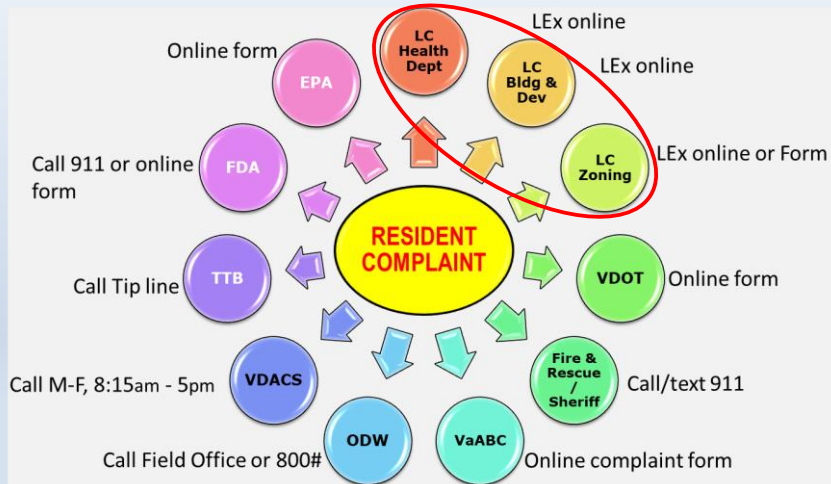 RESIDENT
COMPLAINT
LC
Health
Dept
LEx online
LC
Bldg &
Dev
LEx online
LC
Zoning
LEx online or Form
VDOT
Online form
Fire &
Rescue
/
Sheriff
Call/text 911
VaABC
Online complaint form
ODW
Call Field Office or 800#
VDACS
Call M-F, 8:15am - 5pm
TTB
Call Tip line
FDA
Call 911 or online
form
EPA
Online form